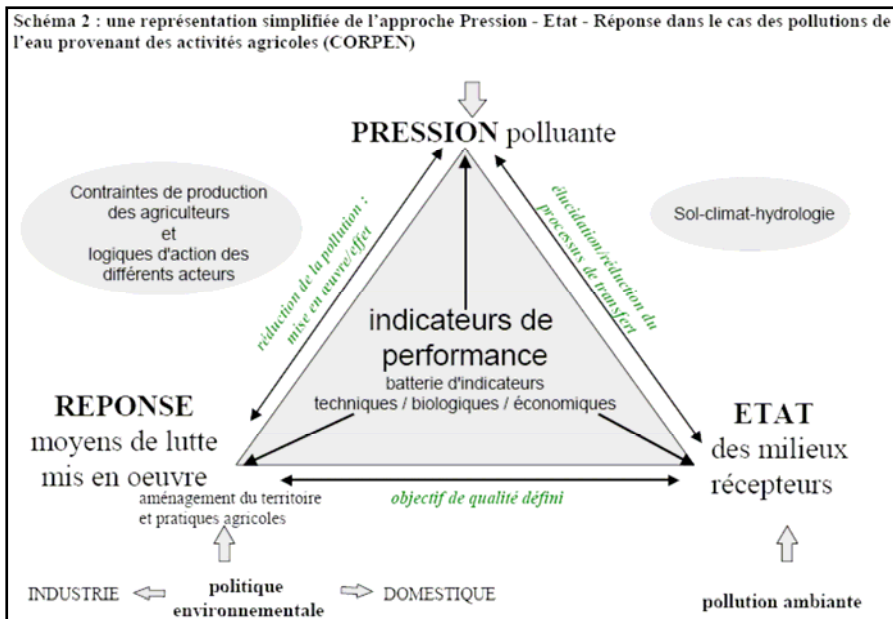 Schéma 2 : une représentation simplifiée de l'approche Pression - Etat - Réponse dans le cas des pollutions de
l'eau provenant des activités agricoles (CORPEN)
PRESSION polluante
Contraintes de production
des agriculteurs
et
logiques d'action des
différents acteurs
Sol-climat-hydrologie
réduction de la pollution :
mise en œuvre/effet
élucidation/réduction du
processus de transfert
indicateurs de
performance
batterie d'indicateurs
techniques / biologiques / économiques
REPONSE
moyens de lutte
mis en oeuvre
aménagement du territoire
et pratiques agricoles
ETAT
des milieux
récepteurs
objectif de qualité défini
INDUSTRIE
politique
environnementale
DOMESTIQUE
pollution ambiante